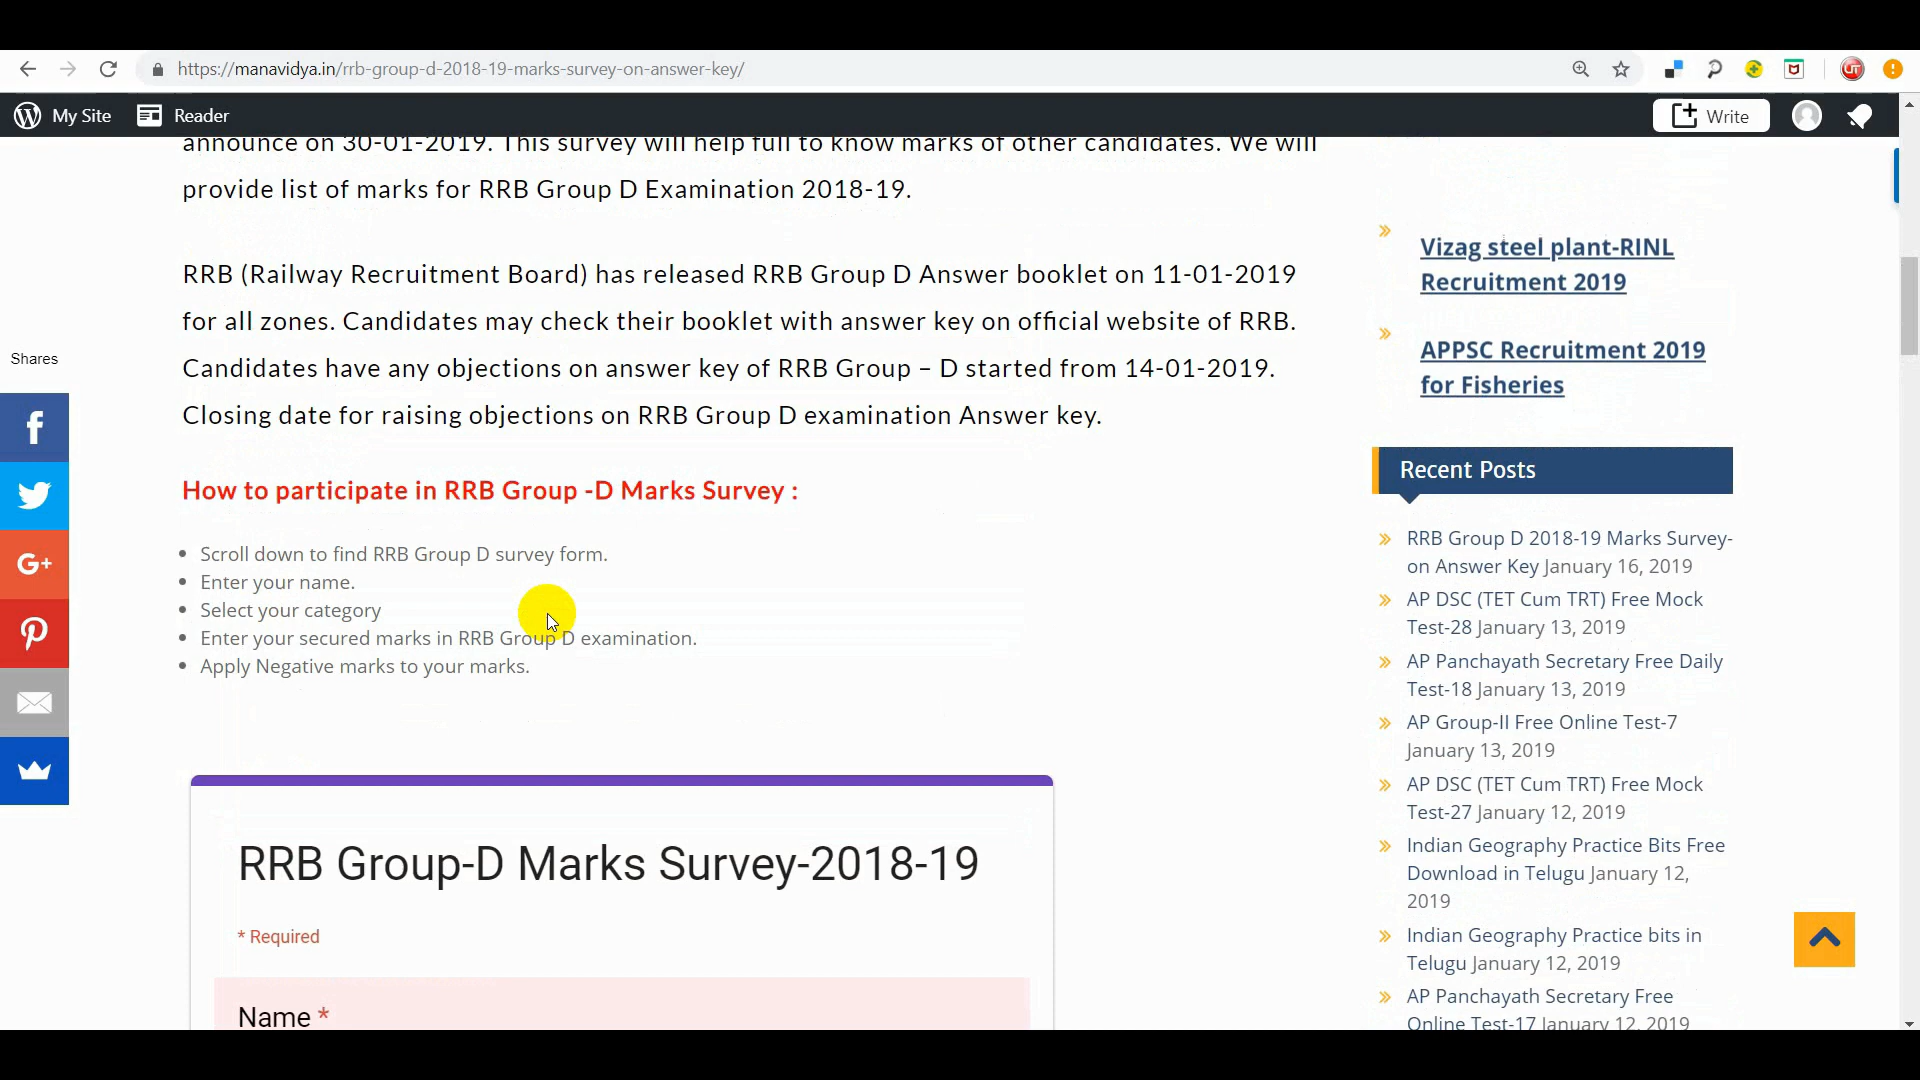 https://manavidya.in/rrb-group-d-2018-19-marks-survey-on-answer-key/
My Site
Reader
Write
announce on 30-01-2019. This survey will help full to know marks of other candidates. We will
provide list of marks for RRB Group D Examination 2018-19.
RRB (Railway Recruitment Board) has released RRB Group D Answer booklet on 11-01-2019
for all zones. Candidates may check their booklet with answer key on official website of RRB.
Candidates have any objections on answer key of RRB Group – D started from 14-01-2019.
Closing date for raising objections on RRB Group D examination Answer key.
Shares
How to participate in RRB Group -D Marks Survey :
Scroll down to find RRB Group D survey form.
Enter your name.
Select your category
Enter your secured marks in RRB Group D examination.
Apply Negative marks to your marks.
RRB Group-D Marks Survey-2018-19
* Required
Name *
Vizag steel plant-RINL
Recruitment 2019
APPSC Recruitment 2019
for Fisheries
Recent Posts
RRB Group D 2018-19 Marks Survey-
on Answer Key January 16, 2019
AP DSC (TET Cum TRT) Free Mock
Test-28 January 13, 2019
AP Panchayath Secretary Free Daily
Test-18 January 13, 2019
AP Group-II Free Online Test-7
January 13, 2019
AP DSC (TET Cum TRT) Free Mock
Test-27 January 12, 2019
Indian Geography Practice Bits Free
Download in Telugu January 12,
2019
Indian Geography Practice bits in
Telugu January 12, 2019
AP Panchayath Secretary Free
Online Test-17 January 12, 2019